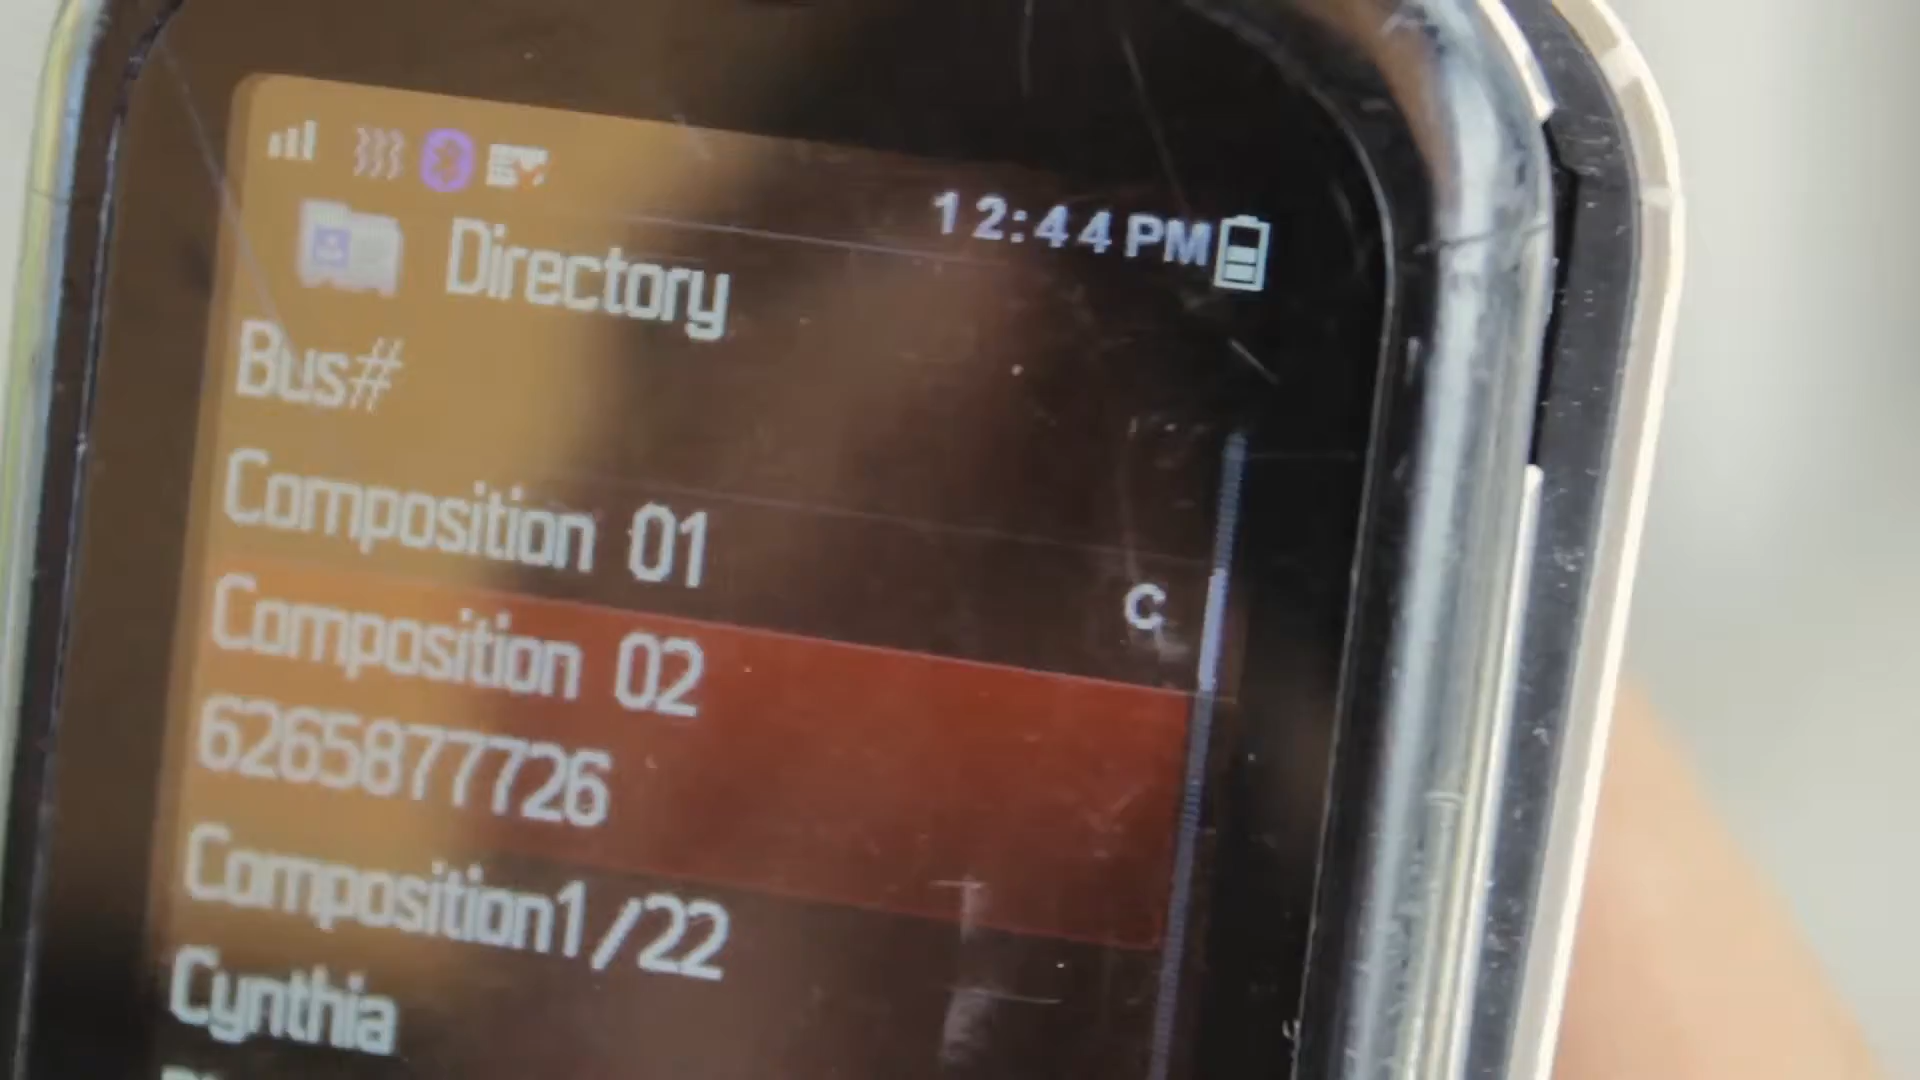 12:44 PM
Directory
Bus#
Composition 01
C
Composition 02
6265877726
Composition1/22
Cynthia